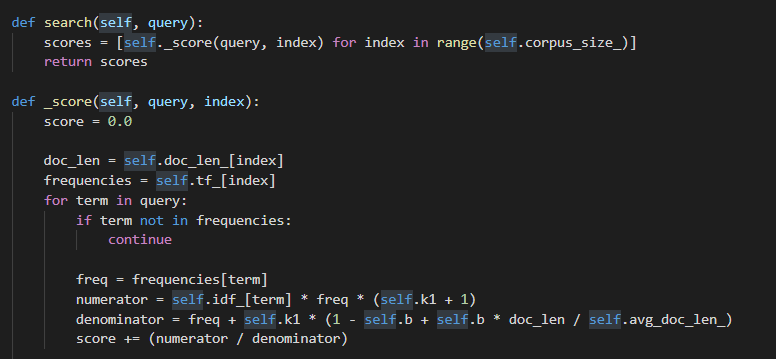 def search(self, query):
    scores = [self._score(query, index) for index in range(self.corpus_size_)]
    return scores

def _score(self, query, index):
    score = 0.0

    doc_len = self.doc_len_[index]
    frequencies = self.tf_[index]
    for term in query:
        if term not in frequencies:
            continue

        freq = frequencies[term]
        numerator = self.idf_[term] * freq * (self.k1 + 1)
        denominator = freq + self.k1 * (1 - self.b + self.b * doc_len / self.avg_doc_len_)
        score += (numerator / denominator)